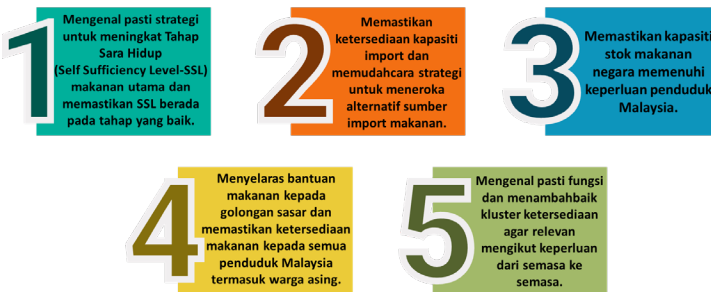 1
Mengenal pasti strategi
untuk meningkat Tahap
Sara Hidup
(Self Sufficiency Level-SSL)
makanan utama dan
memastikan SSL berada
pada tahap yang baik.
2
Memastikan
ketersediaan kapasiti
import dan
memudahcara strategi
untuk meneroka
alternatif sumber
import makanan.
3
Memastikan kapasiti
stok makanan
negara memenuhi
keperluan penduduk
Malaysia.
4
Menyelaras bantuan
makanan kepada
golongan sasar dan
memastikan ketersediaan
makanan kepada semua
penduduk Malaysia
termasuk warga asing.
5
Mengenal pasti fungsi
dan menambahbaik
kluster ketersediaan
agar relevan
mengikut keperluan
dari semasa ke
semasa.